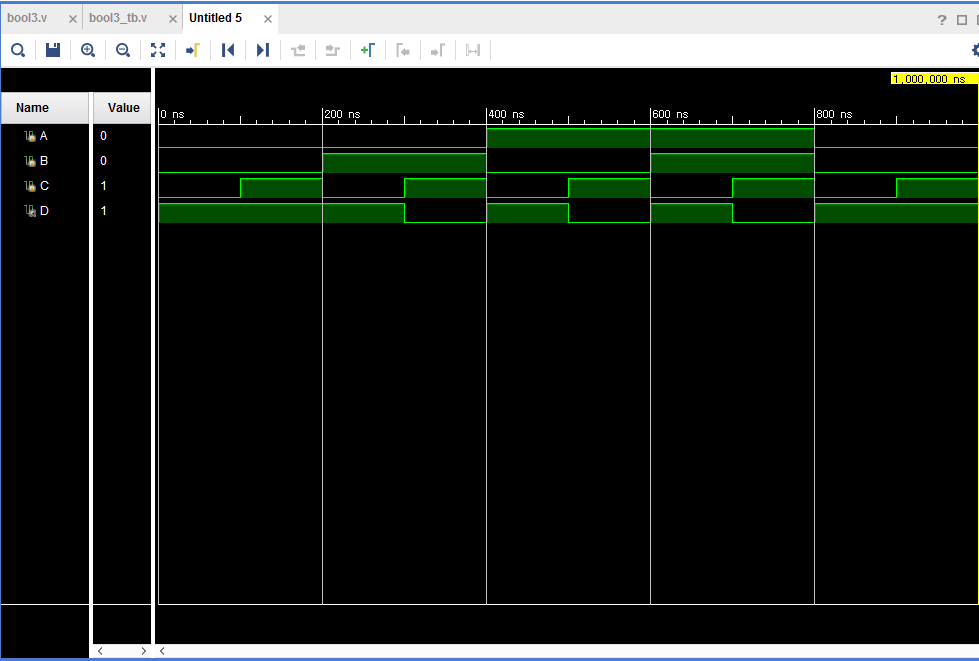 bool3.v × bool3_tb.v × Untitled 5 ×
?
1,000,000 ns
Name Value
0 ns 200 ns 400 ns 600 ns 800 ns
A 0
B 0
C 1
D 1